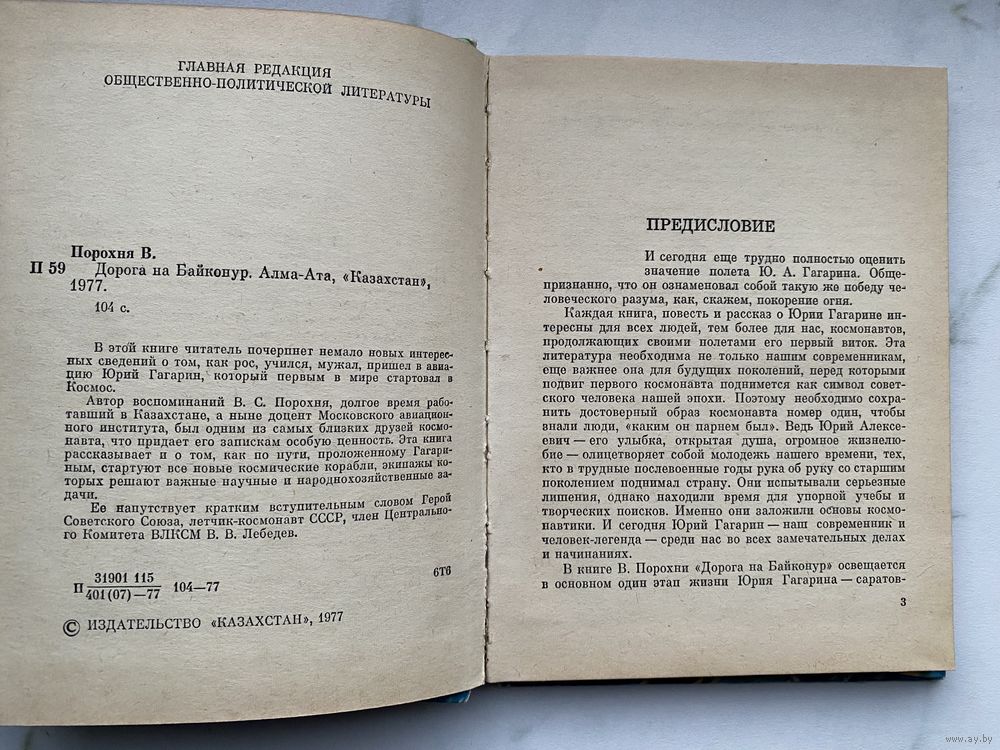 ГЛАВНАЯ РЕДАКЦИЯ
ОБЩЕСТВЕННО-ПОЛИТИЧЕСКОЙ ЛИТЕРАТУРЫ
Порохня В.
П 59 Дорога на Байконур. Алма-Ата, «Казахстан»,
1977.
104 с.
В этой книге читатель почерпнет немало новых интерес-
ных сведений о том, как рос, учился, мужал, пришел в авиа-
цию Юрий Гагарин, который первым в мире стартовал в
Космос.
Автор воспоминаний В. С. Порохня, долгое время рабо-
тавший в Казахстане, а ныне доцент Московского авиацион-
ного института, был одним из самых близких друзей космо-
навта, что придает его запискам особую ценность. Эта книга
рассказывает и о том, как по пути, проложенному Гагари-
ным, стартуют все новые космические корабли, экипажи ко-
торых решают важные научные и народнохозяйственные за-
дачи.
Ее напутствует кратким вступительным словом Герой
Советского Союза, летчик-космонавт СССР, член Центрально-
го Комитета ВЛКСМ В. В. Лебедев.
П 31901 115
401(07)—77 104—77 6Т6
© ИЗДАТЕЛЬСТВО «КАЗАХСТАН», 1977
ПРЕДИСЛОВИЕ
И сегодня еще трудно полностью оценить
значение полета Ю. А. Гагарина. Обще-
признанно, что он ознаменовал собой такую же победу че-
ловеческого разума, как, скажем, покорение огня.
Каждая книга, повесть и рассказ о Юрии Гагарине ин-
тересны для всех людей, тем более для нас, космонавтов,
продолжающих своими полетами его первый виток. Эта
литература необходима не только нашим современникам,
еще важнее она для будущих поколений, перед которыми
подвиг первого космонавта поднимется как символ совет-
ского человека нашей эпохи. Поэтому необходимо сохра-
нить достоверный образ космонавта номер один, чтобы
знали люди, «каким он парнем был». Ведь Юрий Алексе-
евич — его улыбка, открытая душа, огромное жизнелю-
бие — олицетворяет собой молодежь нашего времени, тех,
кто в трудные послевоенные годы рука об руку со старшим
поколением поднимал страну. Они испытывали серьезные
лишения, однако находили время для упорной учебы и
творческих поисков. Именно они заложили основы космо-
навтики. И сегодня Юрий Гагарин — наш современник и
человек-легенда — среди нас во всех замечательных делах
и начинаниях.
В книге В. Порохни «Дорога на Байконур» освещается
в основном один этап жизни Юрия Гагарина — саратов-
3
www.ay.by